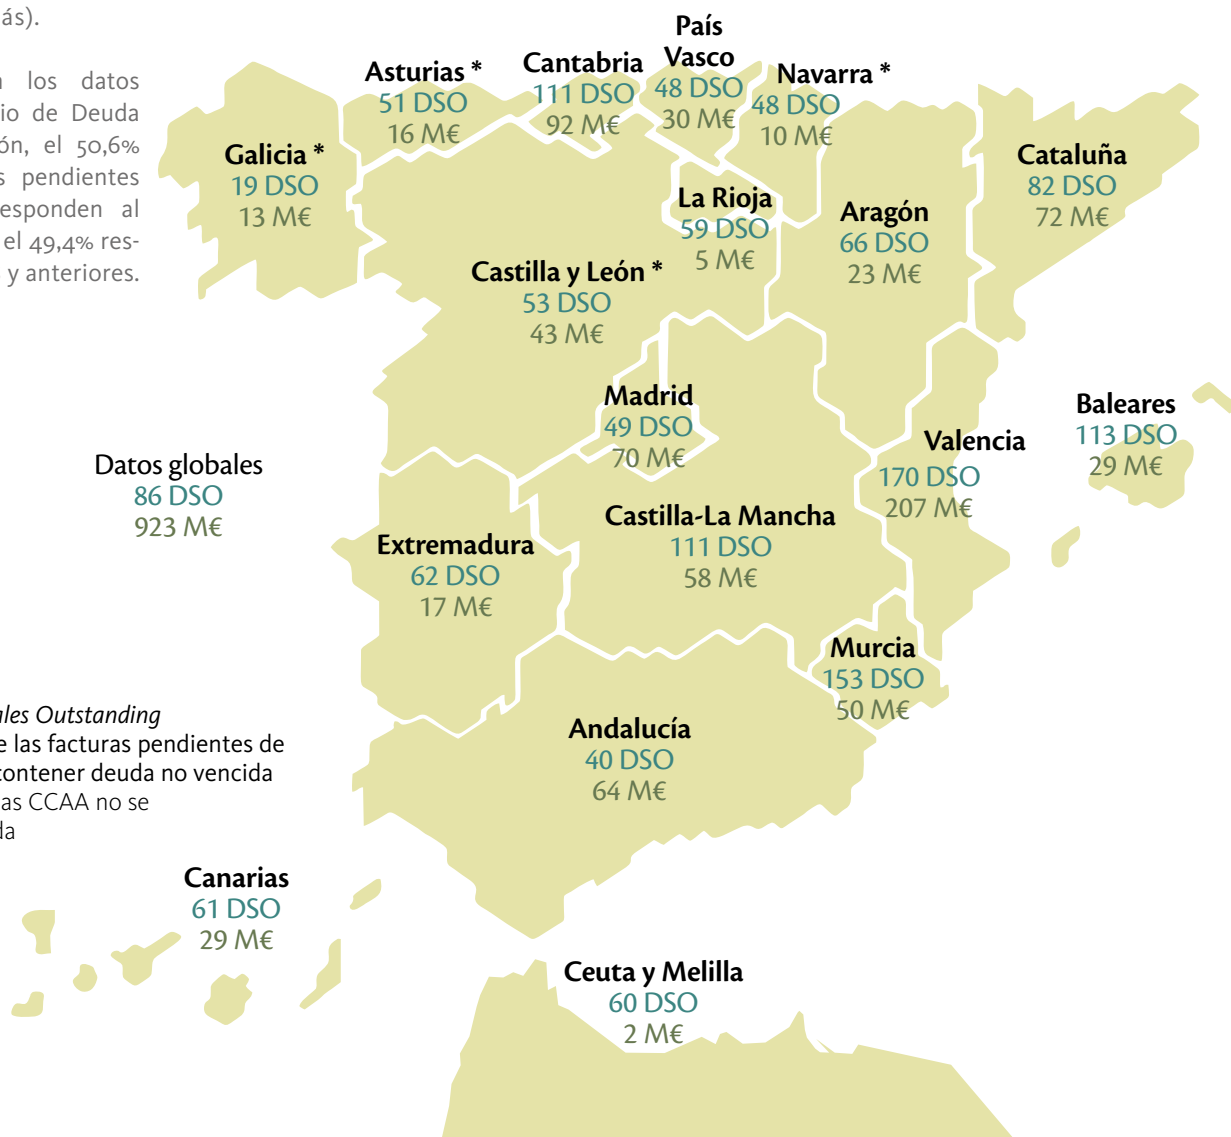 ás).
los datos
io de Deuda
ón, el 50,6%
s pendientes
responden al
el 49,4% res-
y anteriores.
País
Vasco
48 DSO
30 M€
Asturias *
51 DSO
16 M€
Cantabria
111 DSO
92 M€
Navarra *
48 DSO
10 M€
Galicia *
19 DSO
13 M€
La Rioja
59 DSO
5 M€
Aragón
66 DSO
23 M€
Cataluña
82 DSO
72 M€
Castilla y León *
53 DSO
43 M€
Madrid
49 DSO
70 M€
Valencia
170 DSO
207 M€
Baleares
113 DSO
29 M€
Datos globales
86 DSO
923 M€
Castilla-La Mancha
111 DSO
58 M€
Extremadura
62 DSO
17 M€
Murcia
153 DSO
50 M€
Andalucía
40 DSO
64 M€
ales Outstanding
e las facturas pendientes de
contener deuda no vencida
as CCAA no se
da
Canarias
61 DSO
29 M€
Ceuta y Melilla
60 DSO
2 M€